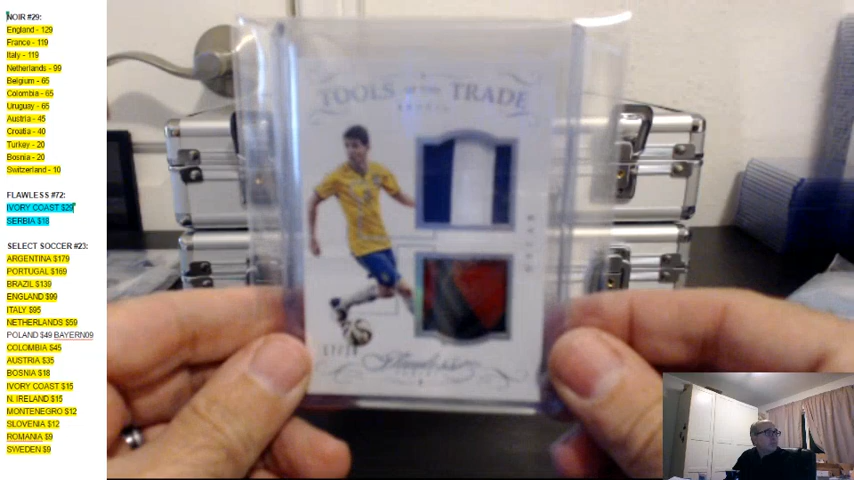 NOIR #29:
England - 129
France - 119
Italy - 119
Netherlands - 99
Belgium - 65
Colombia - 65
Uruguay - 65
Austria - 45
Croatia - 40
Turkey - 20
Bosnia - 20
Switzerland - 10
FLAWLESS #72:
IVORY COAST $29
SERBIA $18
SELECT SOCCER #23:
ARGENTINA $179
PORTUGAL $169
BRAZIL $139
ENGLAND $99
ITALY $95
NETHERLANDS $59
POLAND $49 BAYERN09
COLOMBIA $45
AUSTRIA $35
BOSNIA $18
IVORY COAST $15
N. IRELAND $15
MONTENEGRO $12
SLOVENIA $12
ROMANIA $9
SWEDEN $9
TOOLS OF THE TRADE
Flawless